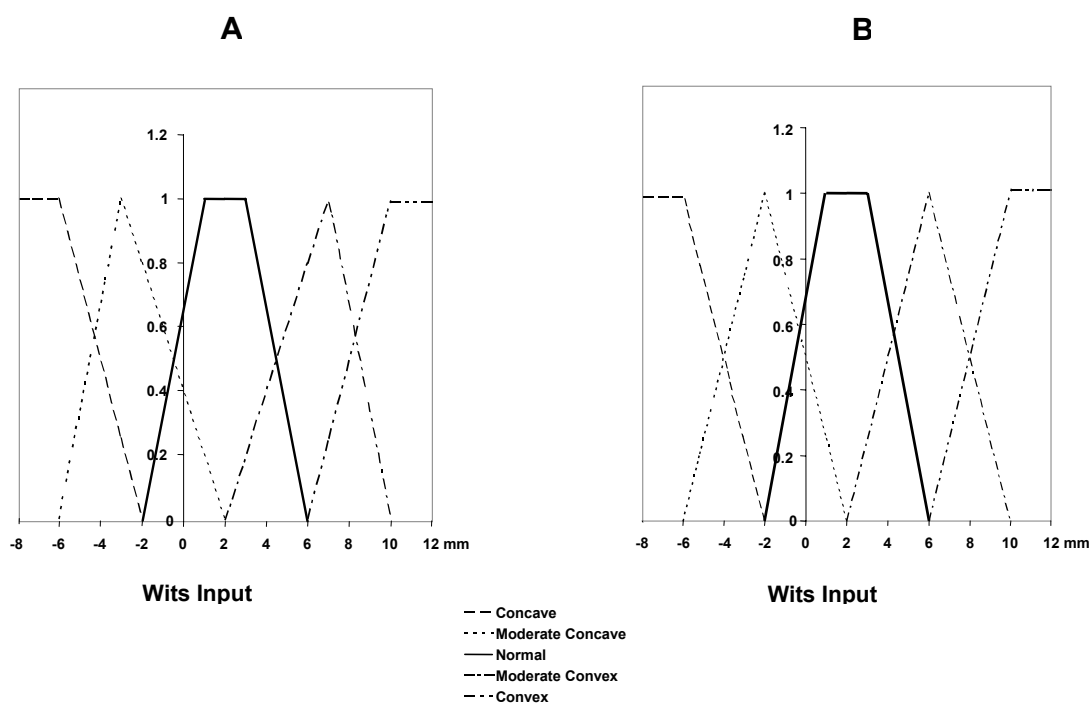 A
B
1.2
1
0.8
0.6
0.4
0.2
0
-8 -6 -4 -2 0 2 4 6 8 10 12 mm
Wits Input
1.2
1
0.8
0.6
0.4
0.2
0
-8 -6 -4 -2 0 2 4 6 8 10 12 mm
Wits Input
Concave
Moderate Concave
Normal
Moderate Convex
Convex